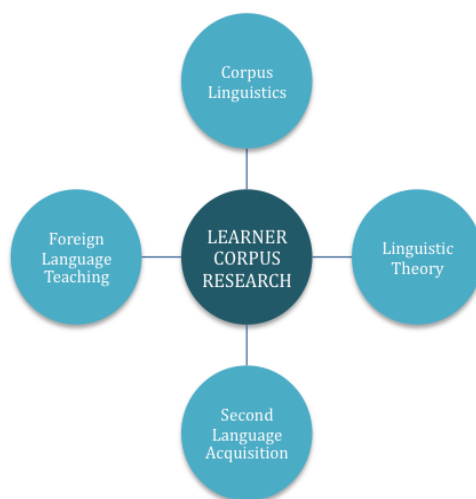 Corpus
Linguistics
Foreign
Language
Teaching
LEARNER
CORPUS
RESEARCH
Linguistic
Theory
Second
Language
Acquisition